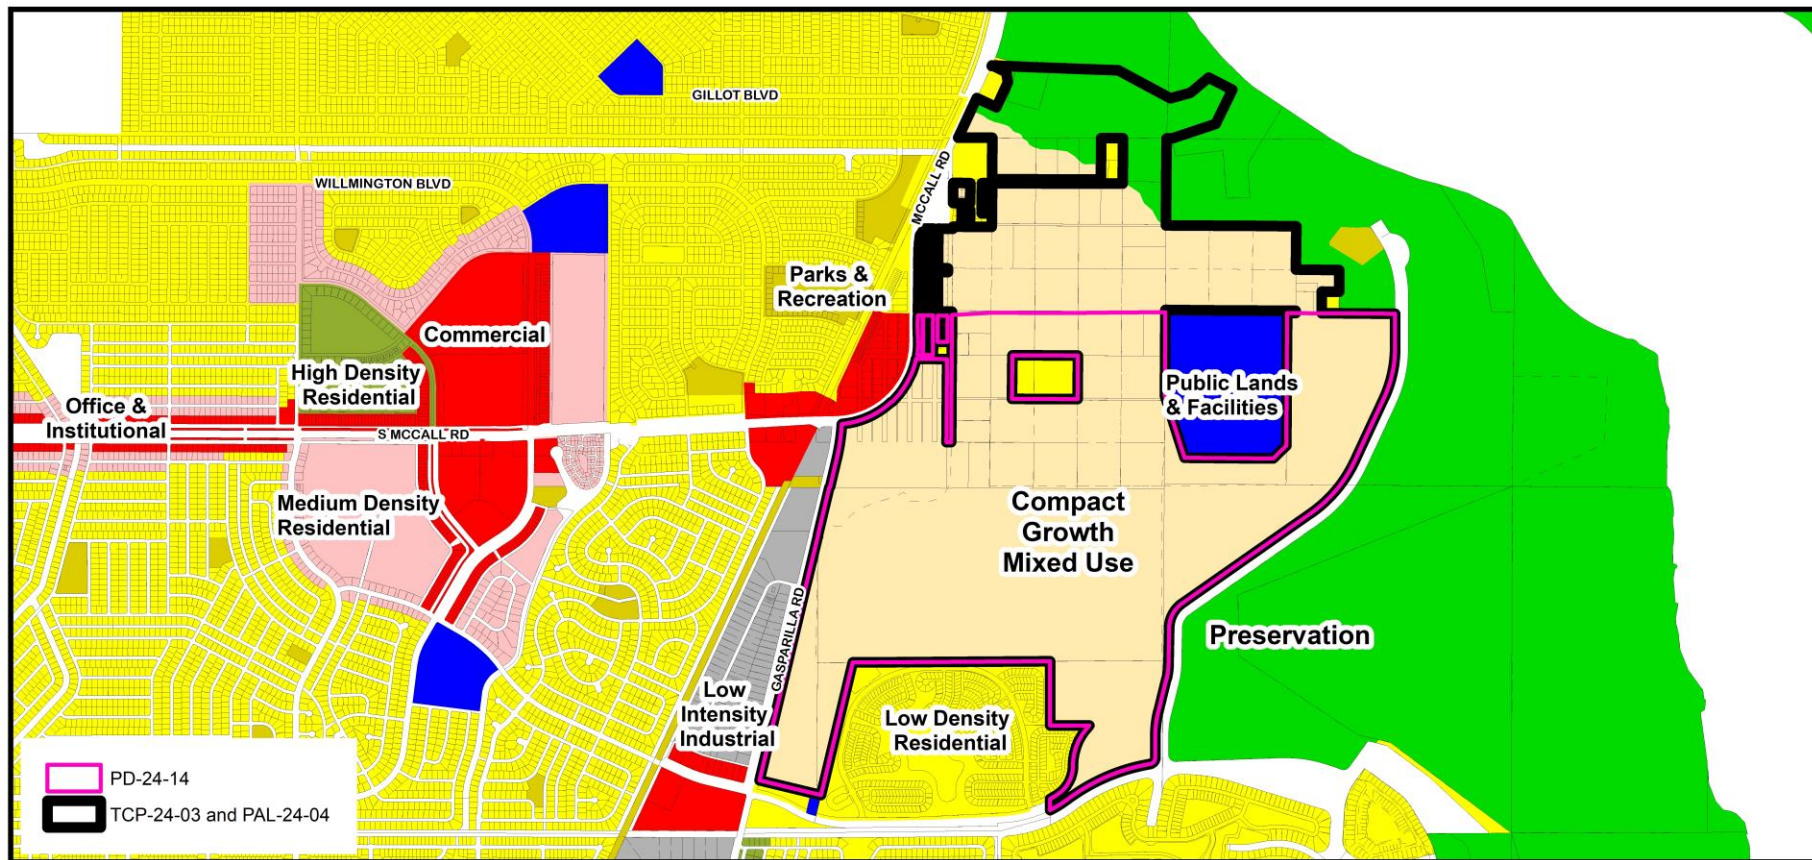 GILLOT BLVD
WILLMINGTON BLVD
MCCALL RD
Parks &
Recreation
Commercial
High Density
Residential
Office &
Institutional
S MCCALL RD
Public Lands
& Facilities
Medium Density
Residential
Compact
Growth
Mixed Use
GASPARILLA RD
Preservation
Low
Intensity
Industrial
Low Density
Residential
PD-24-14
TCP-24-03 and PAL-24-04